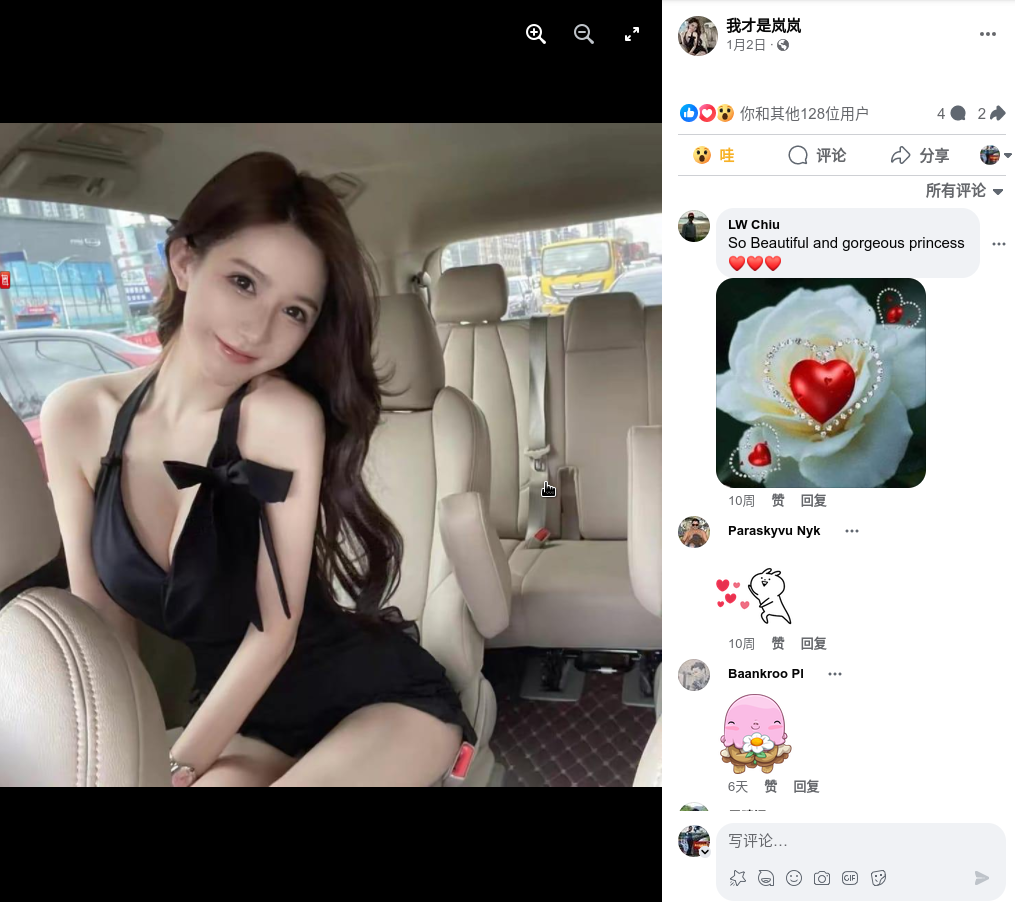 我才是岚岚
1月2日 ·
你和其他128位用户
4
2
哇
评论
分享
所有评论
LW Chiu
So Beautiful and gorgeous princess
❤️❤️❤️
10周 赞 回复
Paraskyvu Nyk
10周 赞 回复
Baankroo Pl
6天 赞 回复
写评论…
GIF